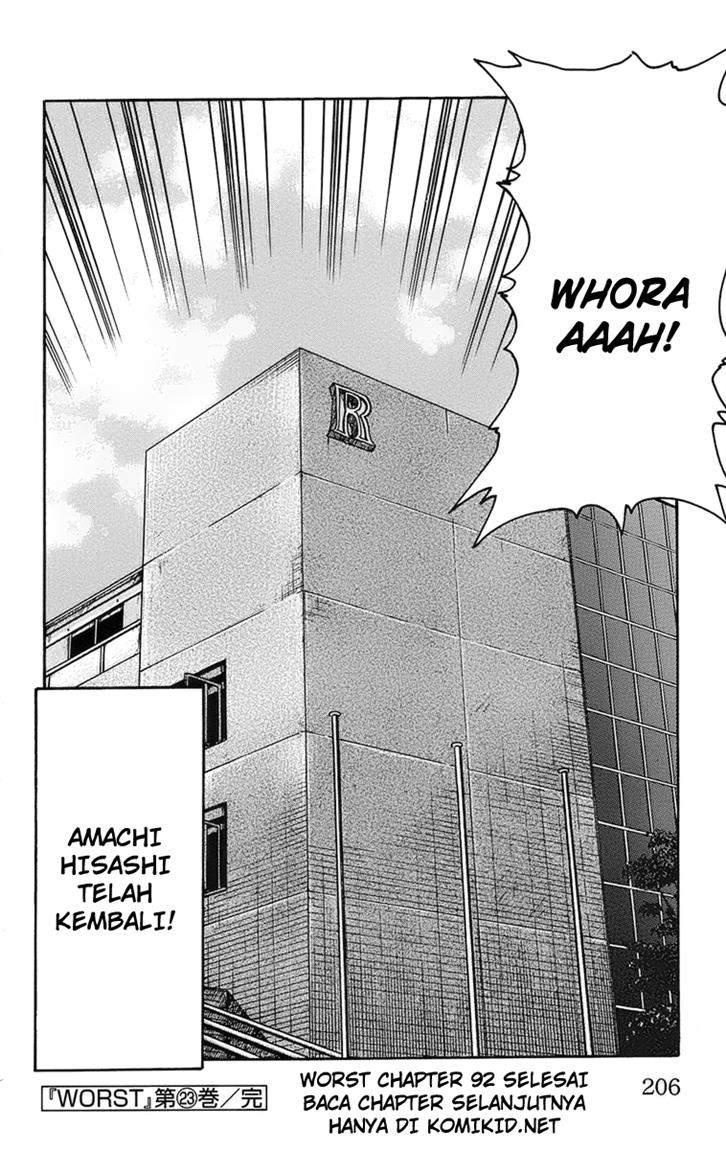 WHORA
AAAH!
R
AMACHI
HISASHI
TELAH
KEMBALI!
『WORST』第㉓巻／完
WORST CHAPTER 92 SELESAI
BACA CHAPTER SELANJUTNYA
HANYA DI KOMIKID.NET
206